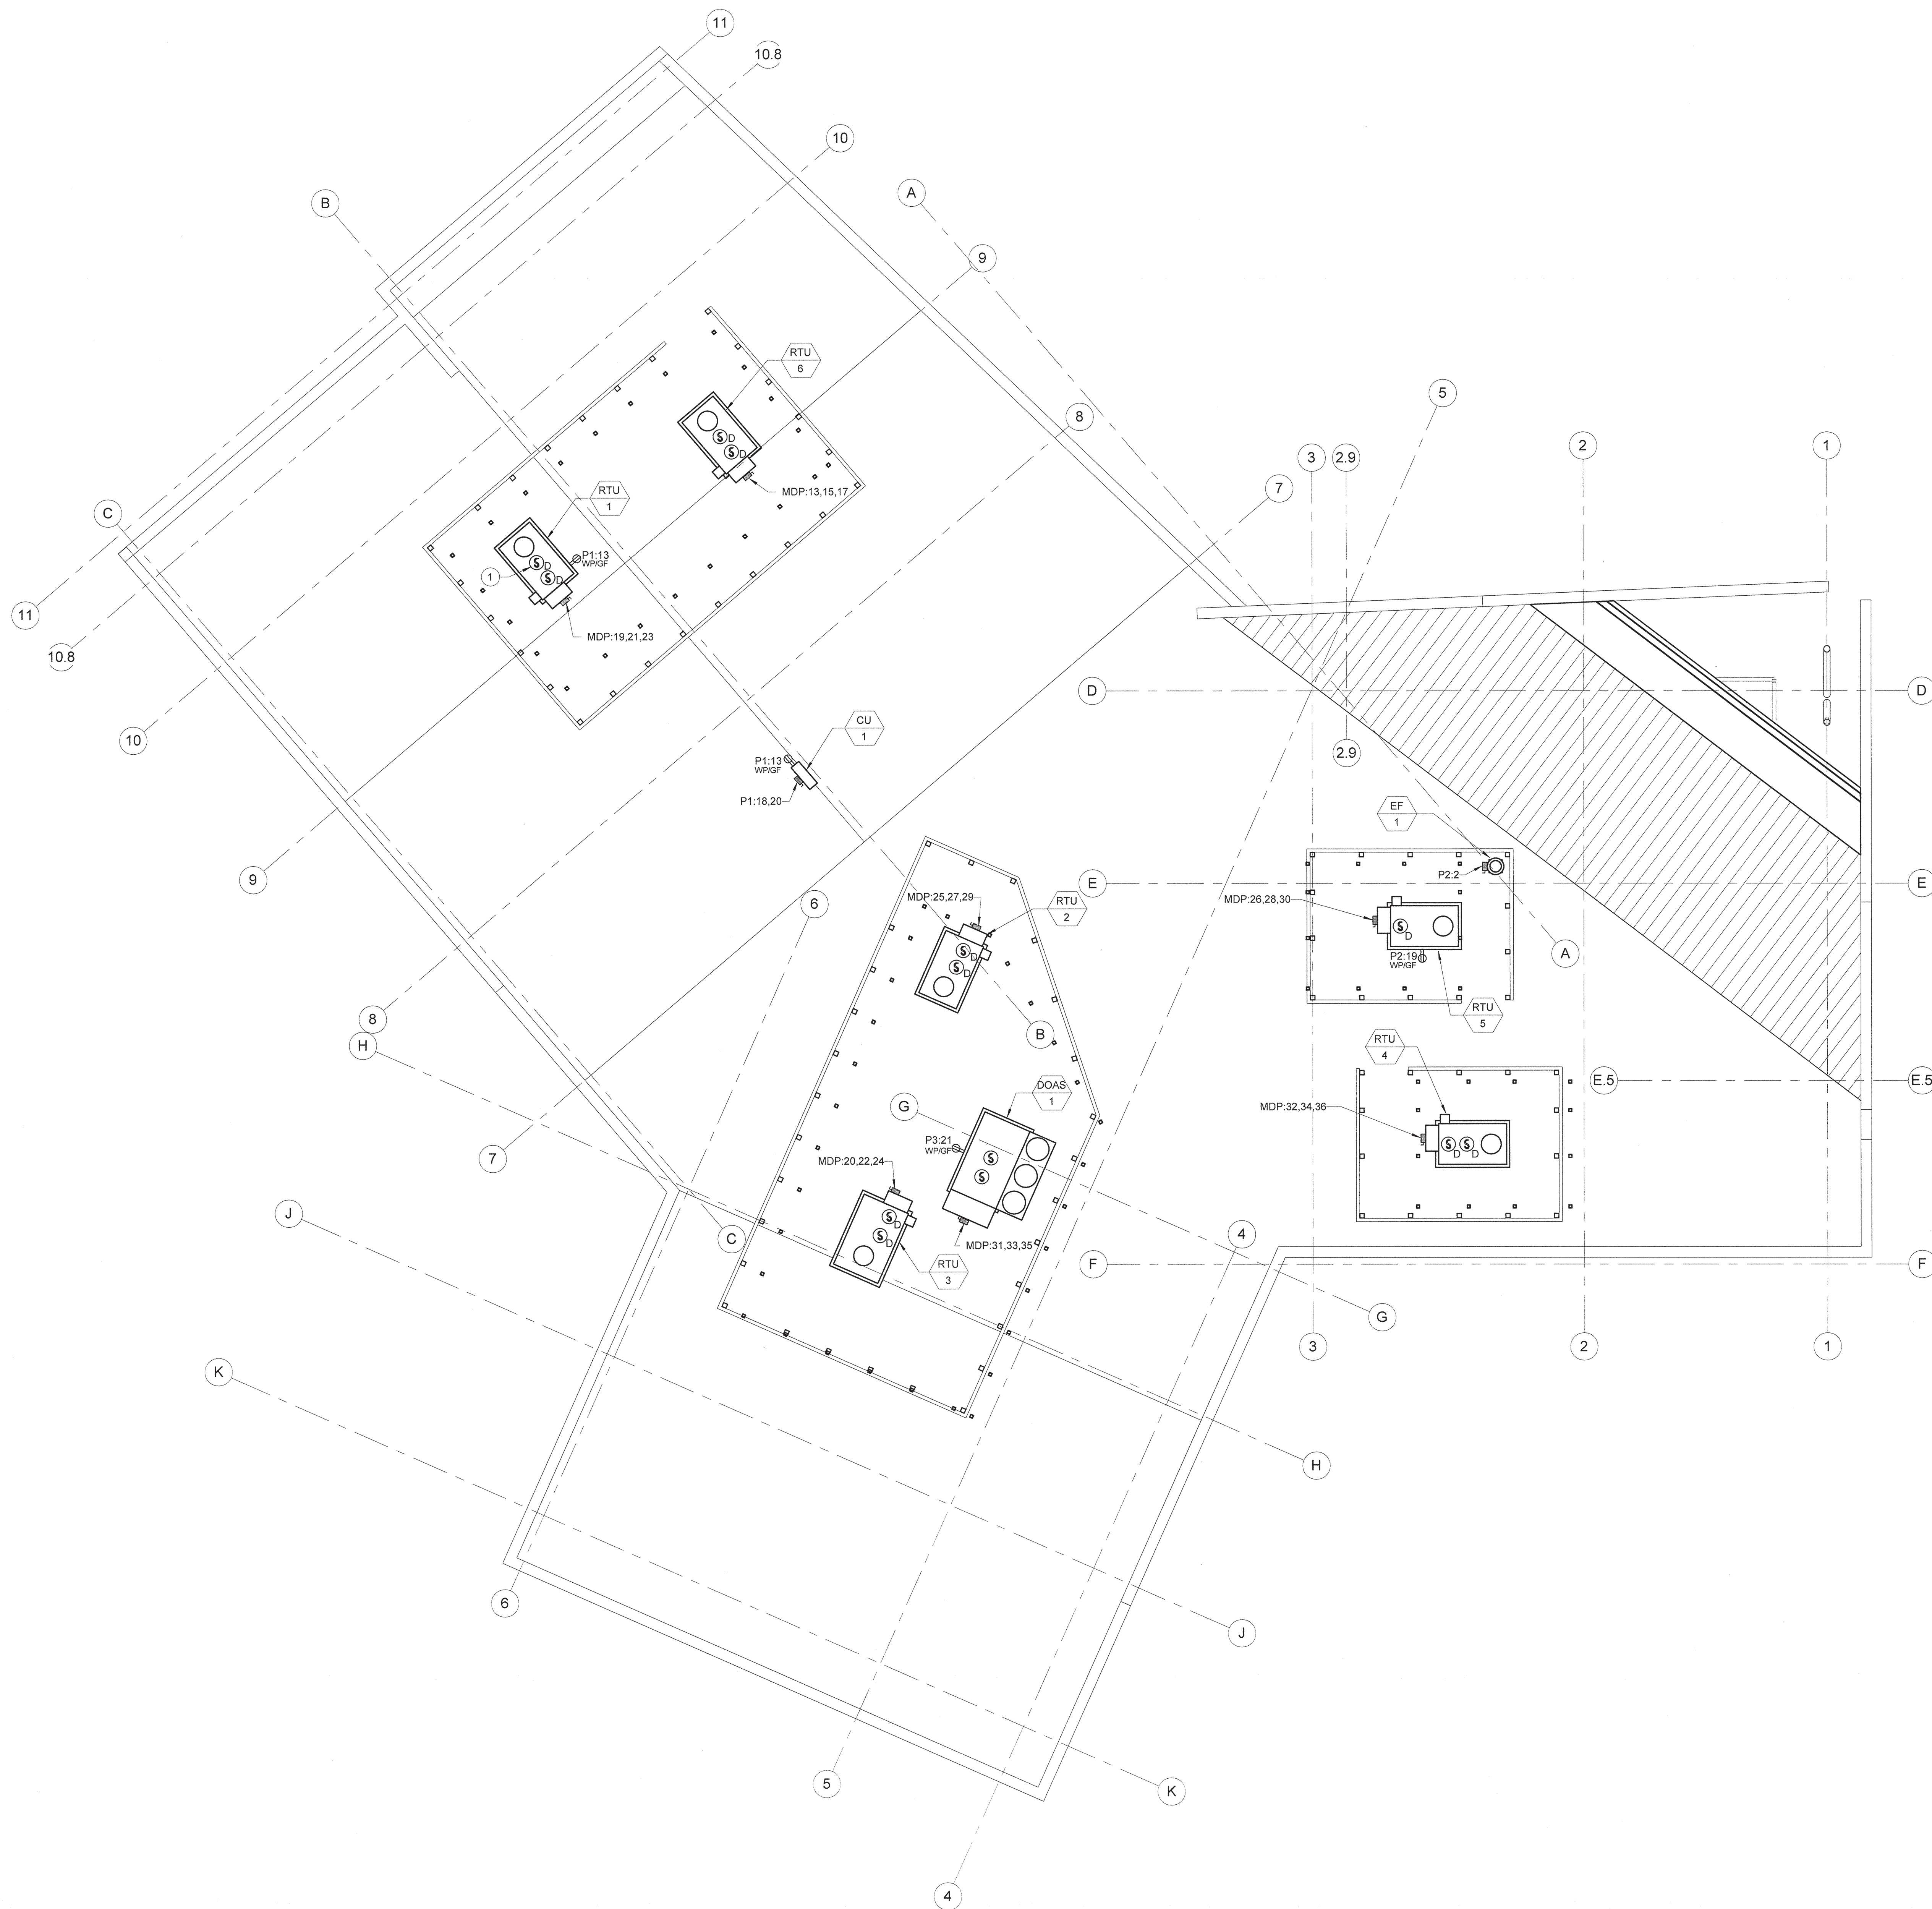 11
10.8
10
B
A
9
RTU
6
8
5
2
1
3
2.9
MDP:13,15,17
RTU
1
7
C
P1:13
WP/GF
1
D
D
D
D
MDP:19,21,23
11
10.8
D
D
CU
1
10
2.9
P1:13
WP/GF
P1:18,20
EF
1
P2:2
9
E
E
MDP:25,27,29
RTU
2
MDP:26,28,30
6
D
D
D
A
P2:19
WP/GF
RTU
5
8
B
H
RTU
4
DOAS
1
E.5
E.5
G
MDP:32,34,36
P3:21
WP/GF
D
D
7
MDP:20,22,24
J
D
D
C
MDP:31,33,35
4
RTU
3
F
F
G
3
2
1
K
H
6
J
5
K
4